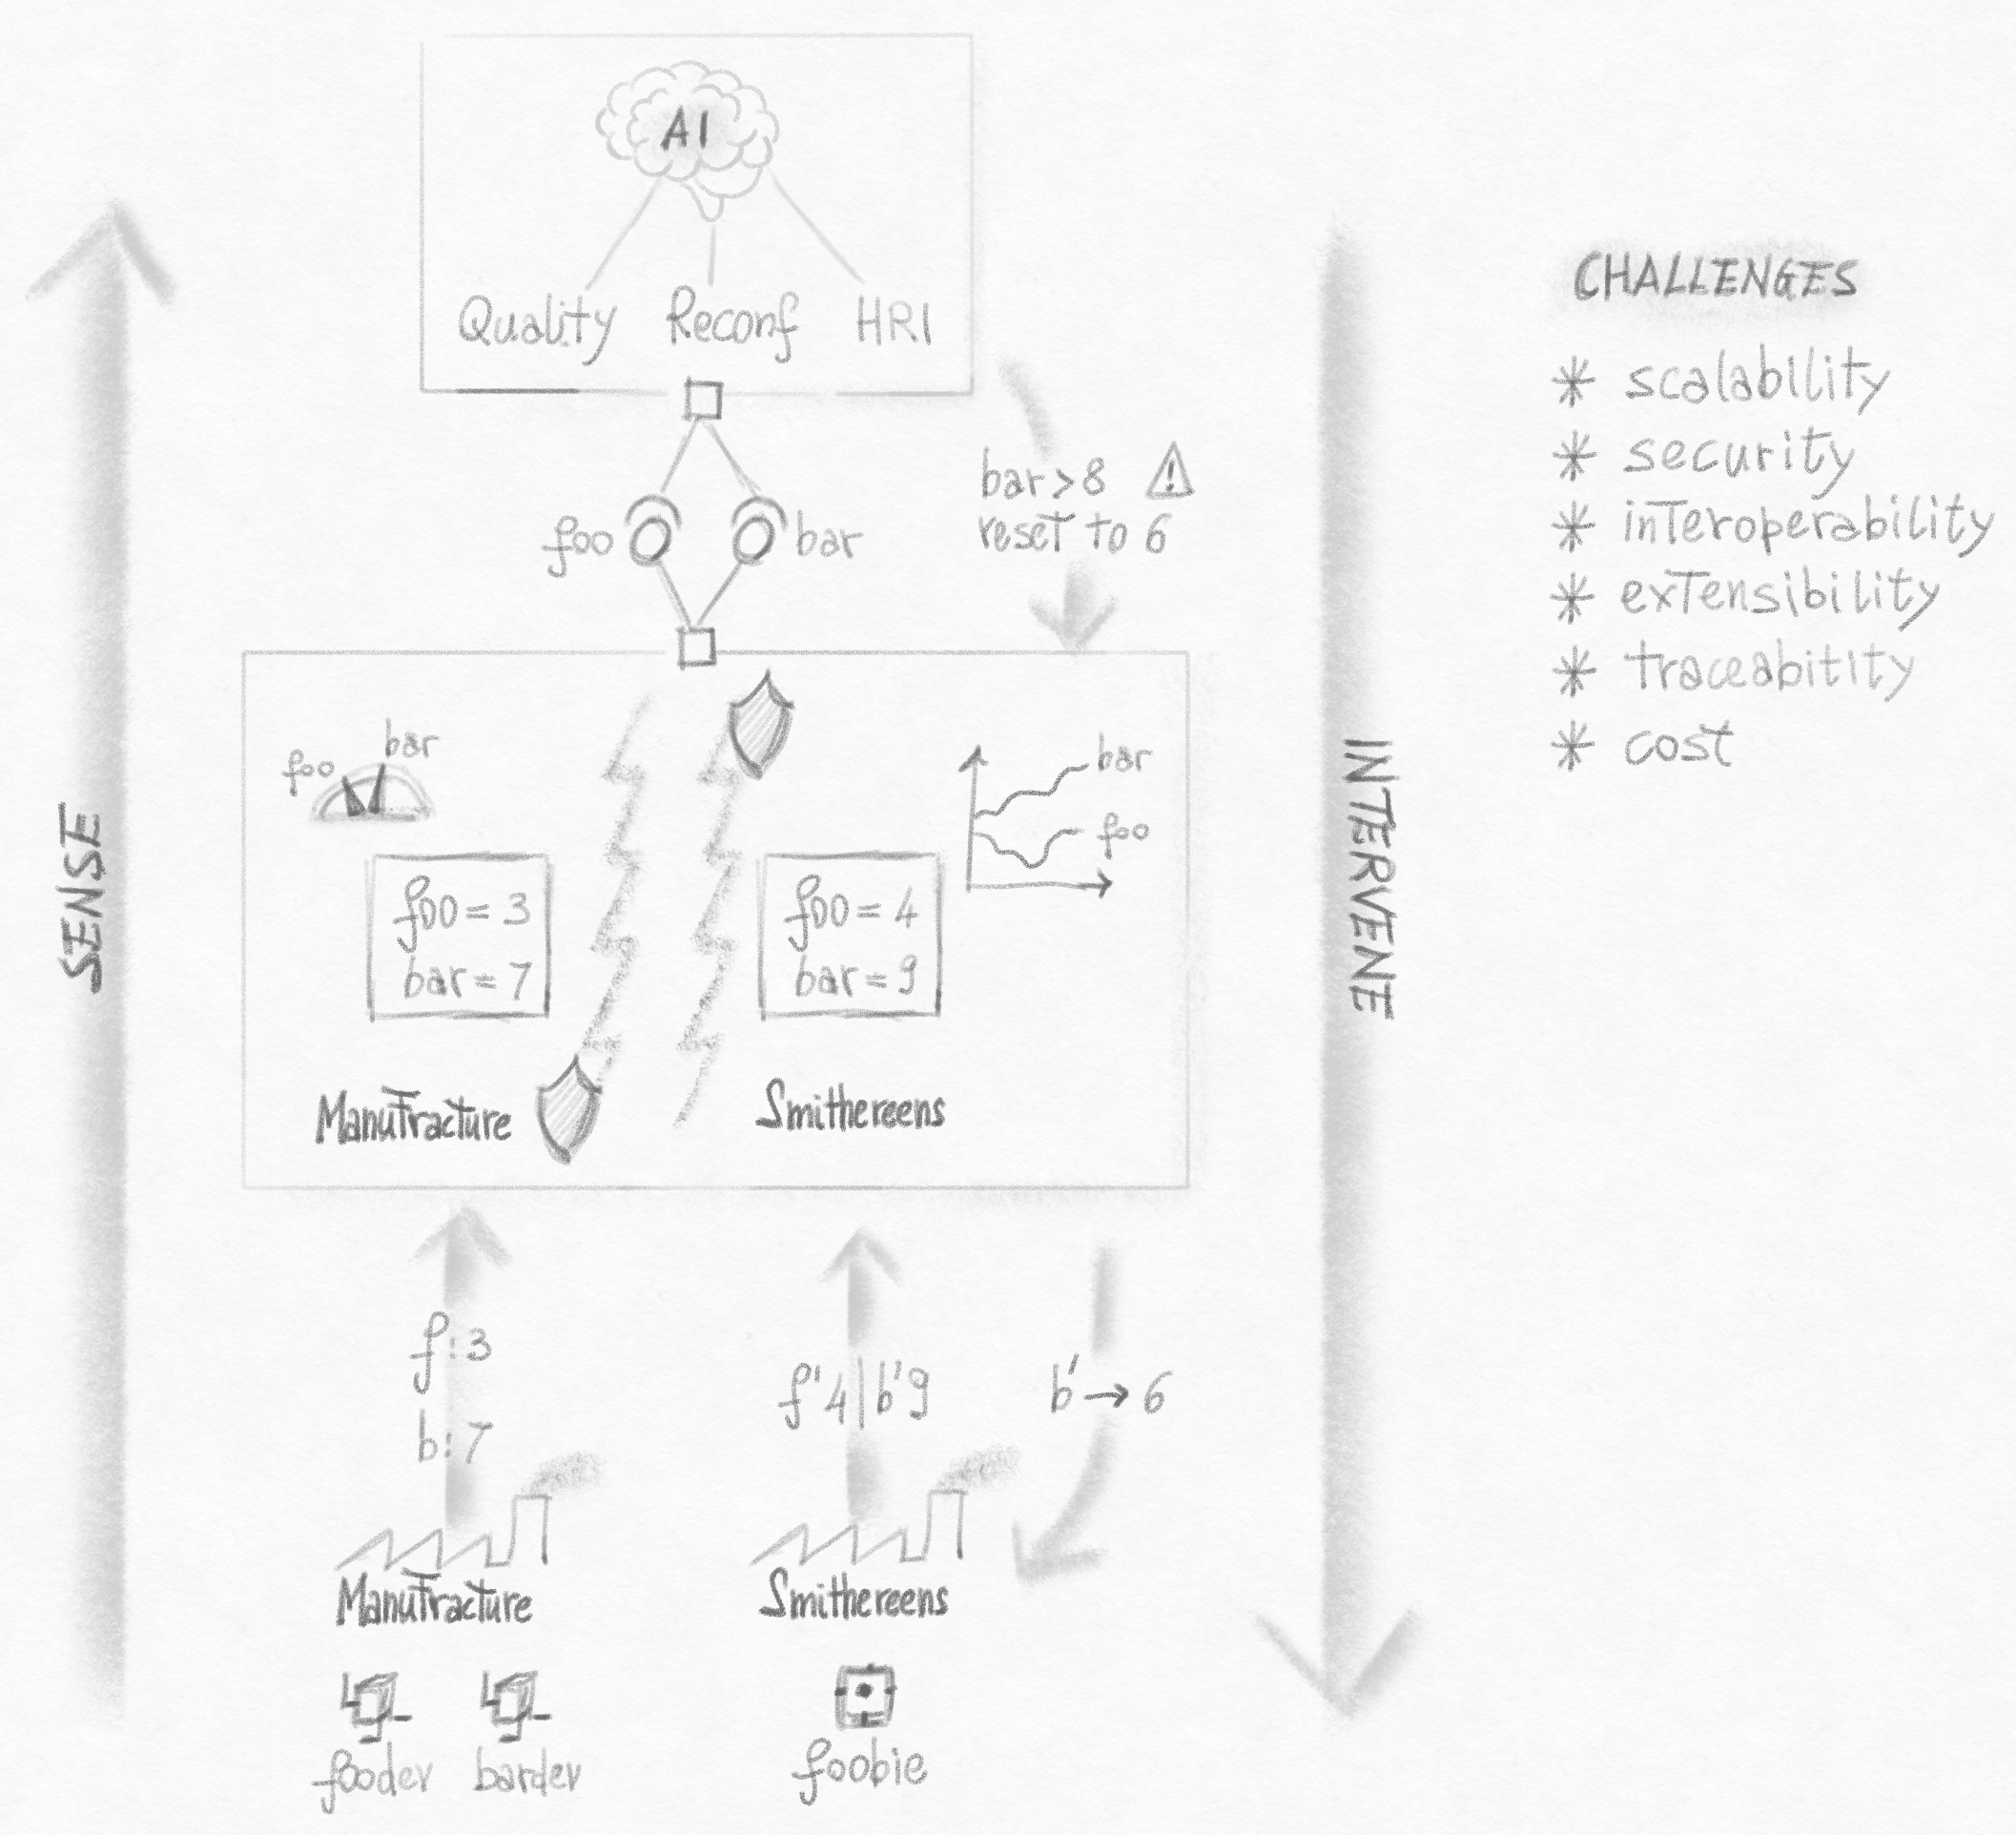 AI
Quality Reconf HRI
CHALLENGES
* scalability
* security
* interoperability
* extensibility
* traceabitity
* cost
bar>8
reset to 6
foo bar
SENSE
INTERVENE
foo bar
bar
foo
foo=3
bar=7
foo=4
bar=9
Manufracture Smithereens
f:3
b:7
f'4|b'9
b'→6
Manufracture Smithereens
foodev bardev foobie